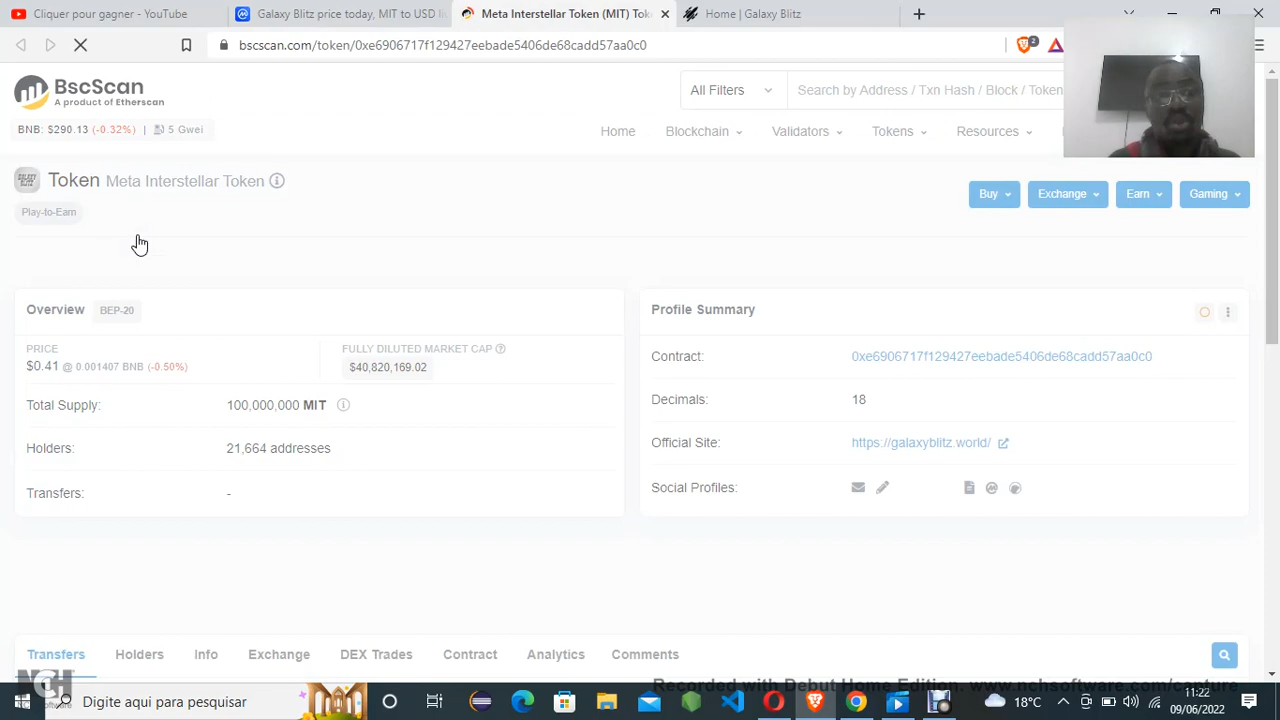 Cliquer pour gagner - YouTube
Galaxy Blitz price today, MIT to USD li
Meta Interstellar Token (MIT) Tok
Home | Galaxy Blitz
bscscan.com/token/0xe6906717f129427eebade5406de68cadd57aa0c0
2
BscScan
A product of Etherscan
All Filters
Search by Address / Txn Hash / Block / Token
BNB: $290.13 (-0.32%) | 5 Gwei
Home
Blockchain
Validators
Tokens
Resources
Token Meta Interstellar Token
Play-to-Earn
Buy
Exchange
Earn
Gaming
Overview BEP-20
PRICE
$0.41 @ 0.001407 BNB (-0.50%)
FULLY DILUTED MARKET CAP
$40,820,169.02
Total Supply: 100,000,000 MIT
Holders: 21,664 addresses
Transfers: -
Profile Summary
Contract: 0xe6906717f129427eebade5406de68cadd57aa0c0
Decimals: 18
Official Site: https://galaxyblitz.world/
Social Profiles:
Transfers
Holders
Info
Exchange
DEX Trades
Contract
Analytics
Comments
NCH
Software
Recorded with Debut Home Edition. www.nchsoftware.com/capture
Digite aqui para pesquisar
18°C
11:22
09/06/2022